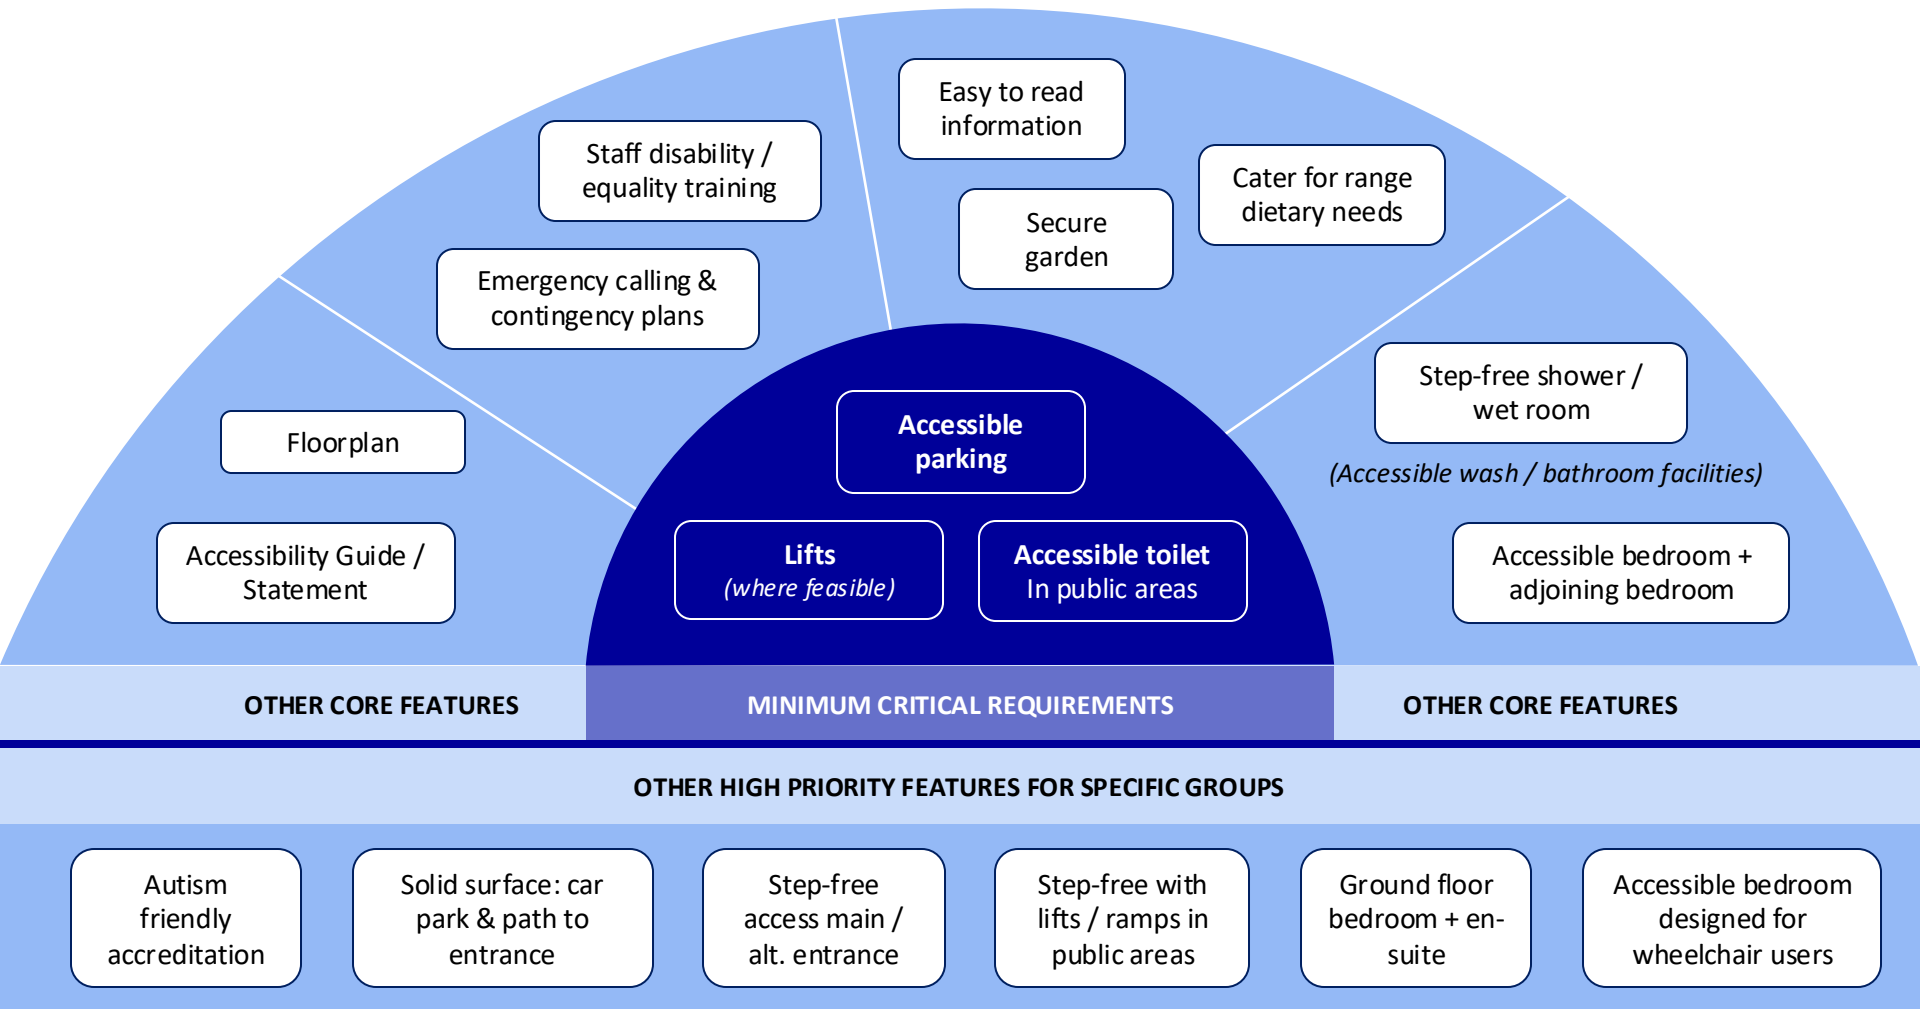 Easy to read
information
Staff disability /
equality training
Cater for range
dietary needs
Secure
garden
Emergency calling &
contingency plans
Step-free shower /
wet room
(Accessible wash / bathroom facilities)
Floorplan
Accessible
parking
Accessibility Guide /
Statement
Lifts
(where feasible)
Accessible toilet
In public areas
Accessible bedroom +
adjoining bedroom
OTHER CORE FEATURES
MINIMUM CRITICAL REQUIREMENTS
OTHER CORE FEATURES
OTHER HIGH PRIORITY FEATURES FOR SPECIFIC GROUPS
Autism
friendly
accreditation
Solid surface: car
park & path to
entrance
Step-free
access main /
alt. entrance
Step-free with
lifts / ramps in
public areas
Ground floor
bedroom + en-
suite
Accessible bedroom
designed for
wheelchair users